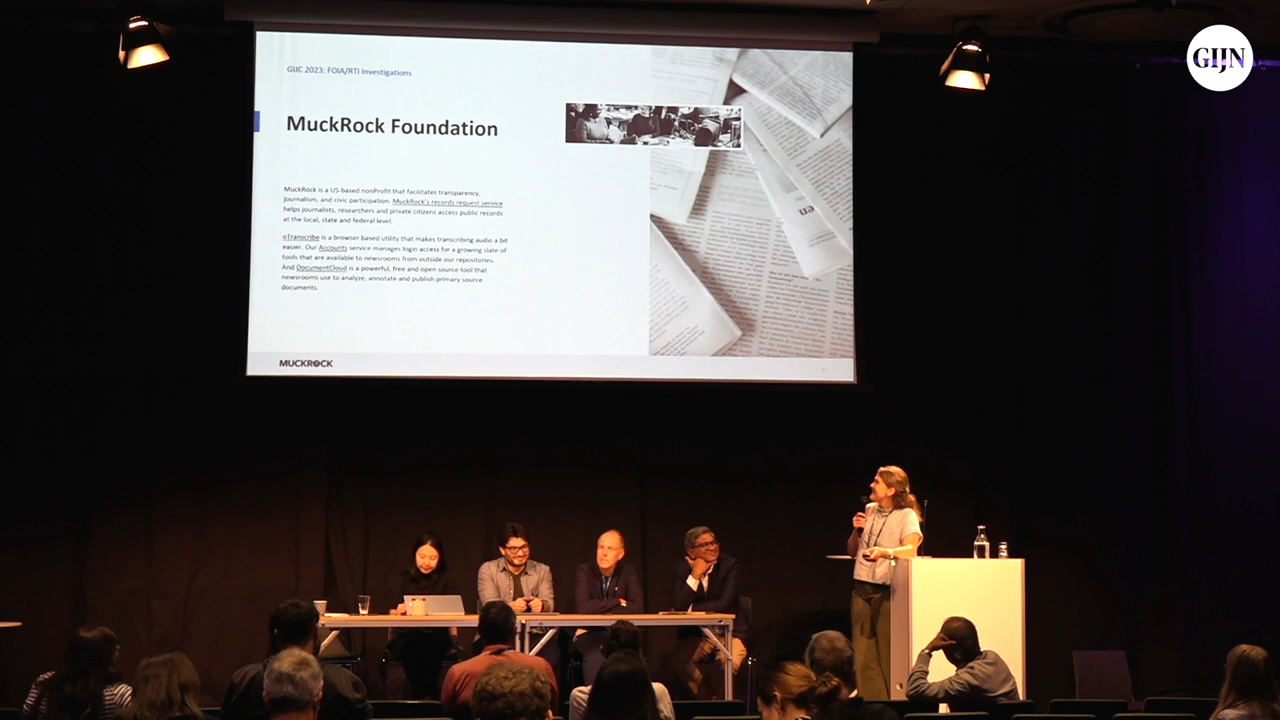 GIJN
GIJC 2023: FOIA/RTI Investigations
MuckRock Foundation
MuckRock is a US-based nonProfit that facilitates transparency,
journalism, and civic participation. MuckRock's records request service
helps journalists, researchers and private citizens access public records
at the local, state and federal level.
oTranscribe is a browser based utility that makes transcribing audio a bit
easier. Our Accounts service manages login access for a growing slate of
tools that are available to newsrooms from outside our repositories.
And DocumentCloud is a powerful, free and open source tool that
newsrooms use to analyze, annotate and publish primary source
documents.
MUCKROCK
2